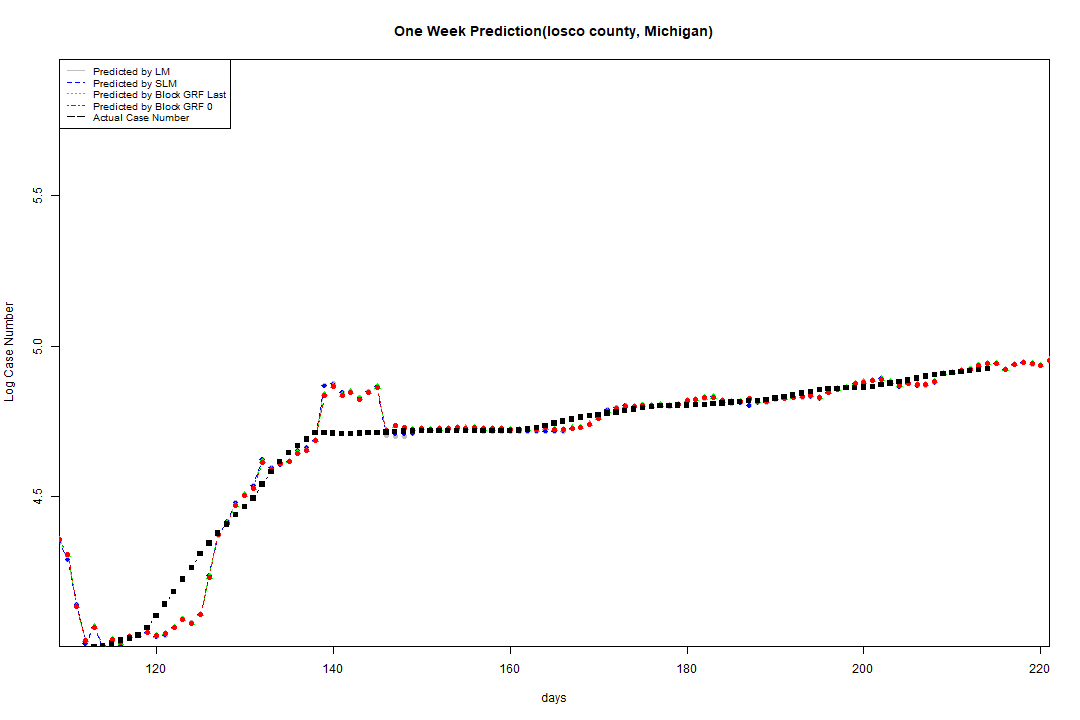 One Week Prediction(Iosco county, Michigan)
Predicted by LM
Predicted by SLM
Predicted by Block GRF Last
Predicted by Block GRF 0
Actual Case Number
5.5
5.0
4.5
Log Case Number
120 140 160 180 200 220
days